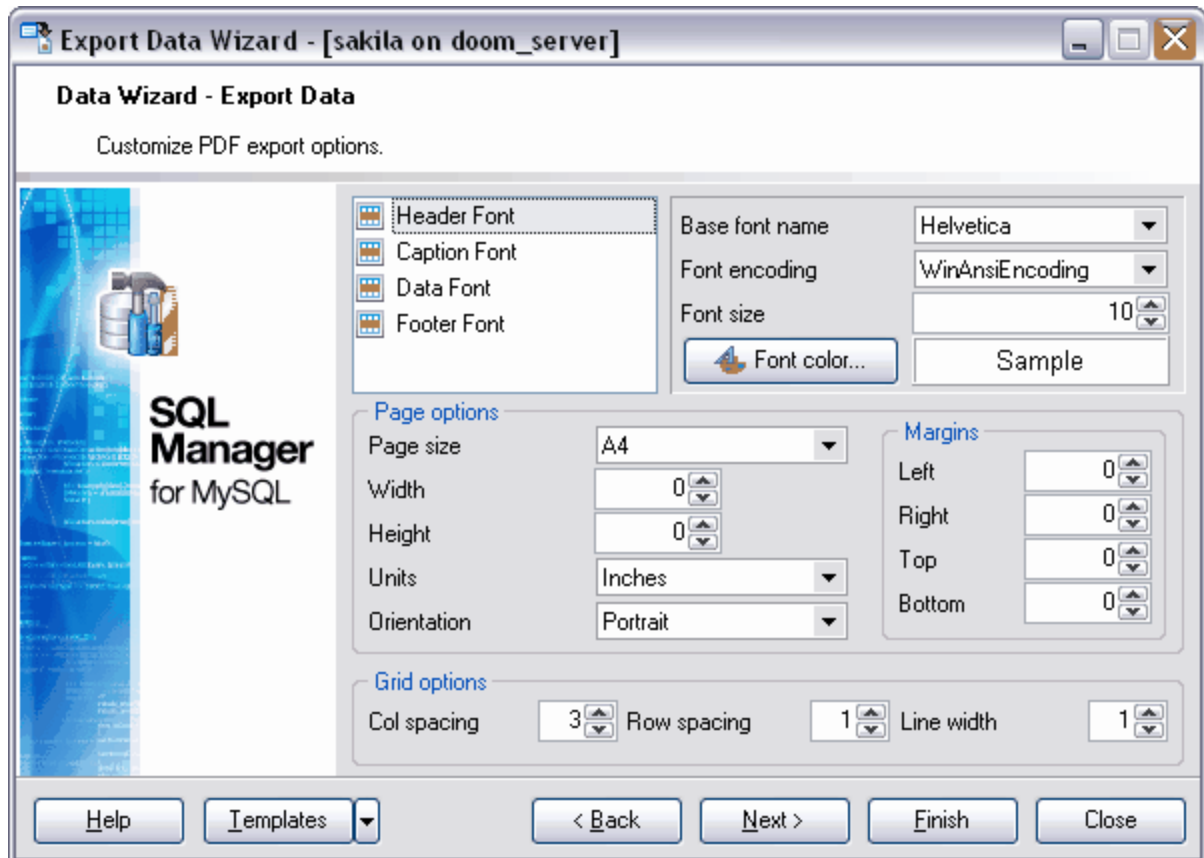 Export Data Wizard - [sakila on doom_server]
Data Wizard - Export Data
Customize PDF export options.
SQL
Manager
for MySQL
Header Font
Caption Font
Data Font
Footer Font
Base font name Helvetica
Font encoding WinAnsiEncoding
Font size 10
Font color... Sample
Page options
Page size A4
Width 0
Height 0
Units Inches
Orientation Portrait
Margins
Left 0
Right 0
Top 0
Bottom 0
Grid options
Col spacing 3 Row spacing 1 Line width 1
Help Templates < Back Next > Finish Close